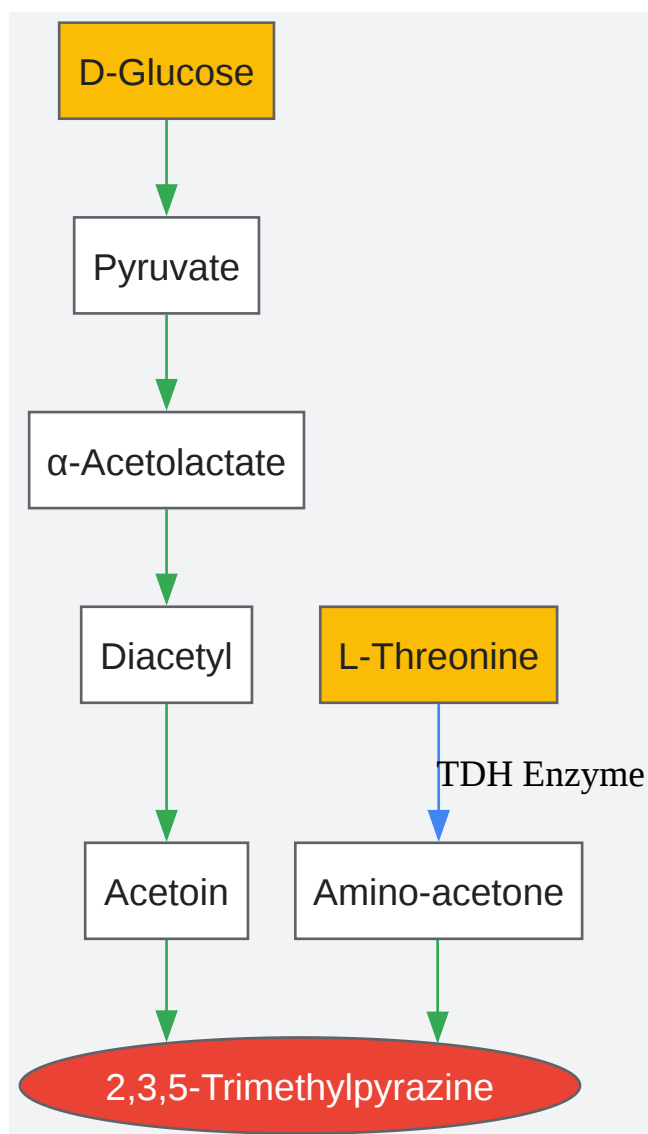 D-Glucose
Pyruvate
α-Acetolactate
Diacetyl
L-Threonine
TDH Enzyme
Acetoin
Amino-acetone
2,3,5-Trimethylpyrazine